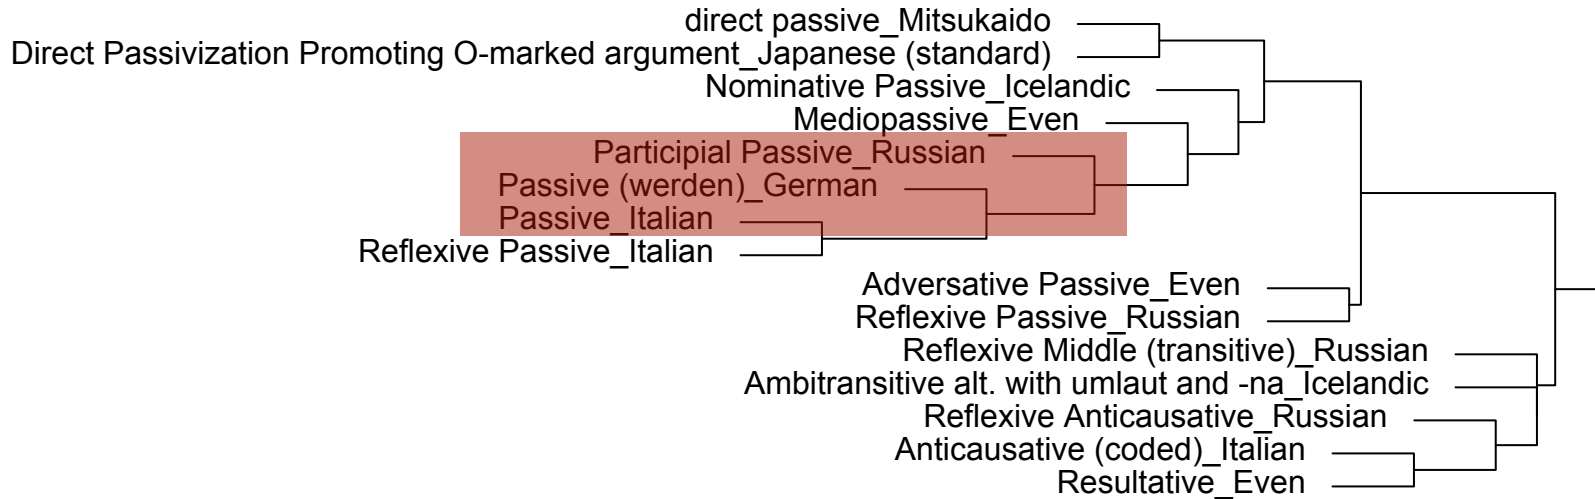 direct passive_Mitsukaido
Direct Passivization Promoting O-marked argument_Japanese (standard)
Nominative Passive_Icelandic
Mediopassive_Even
Participial Passive_Russian
Passive (werden)_German
Passive_Italian
Reflexive Passive_Italian
Adversative Passive_Even
Reflexive Passive_Russian
Reflexive Middle (transitive)_Russian
Ambitransitive alt. with umlaut and -na_Icelandic
Reflexive Anticausative_Russian
Anticausative (coded)_Italian
Resultative_Even